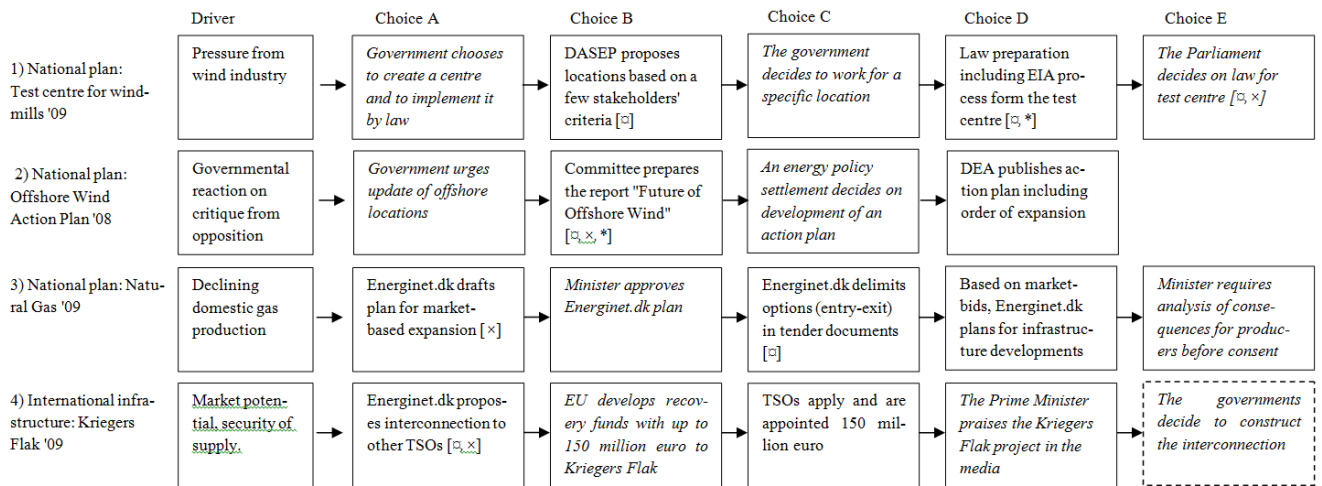 Driver
Choice A
Choice B
Choice C
Choice D
Choice E
1) National plan:
Test centre for wind-
mills '09
Pressure from
wind industry
Government chooses
to create a centre
and to implement it
by law
DASEP proposes
locations based on a
few stakeholders'
criteria [¤]
The government
decides to work for a
specific location
Law preparation
including EIA pro-
cess form the test
centre [¤, *]
The Parliament
decides on law for
test centre [¤, ×]
2) National plan:
Offshore Wind
Action Plan '08
Governmental
reaction on
critique from
opposition
Government urges
update of offshore
locations
Committee prepares
the report "Future of
Offshore Wind"
[¤, ×, *]
An energy policy
settlement decides on
development of an
action plan
DEA publishes ac-
tion plan including
order of expansion
3) National plan: Natu-
ral Gas '09
Declining
domestic gas
production
Energinet.dk drafts
plan for market-
based expansion [×]
Minister approves
Energinet.dk plan
Energinet.dk delimits
options (entry-exit)
in tender documents
[¤]
Based on market-
bids, Energinet.dk
plans for infrastruc-
ture developments
Minister requires
analysis of conse-
quences for produc-
ers before consent
4) International infra-
structure: Kriegers
Flak '09
Market poten-
tial, security of
supply.
Energinet.dk propos-
es interconnection to
other TSOs [¤, ×]
EU develops recov-
ery funds with up to
150 million euro to
Kriegers Flak
TSOs apply and are
appointed 150 mil-
lion euro
The Prime Minister
praises the Kriegers
Flak project in the
media
The governments
decide to construct
the interconnection